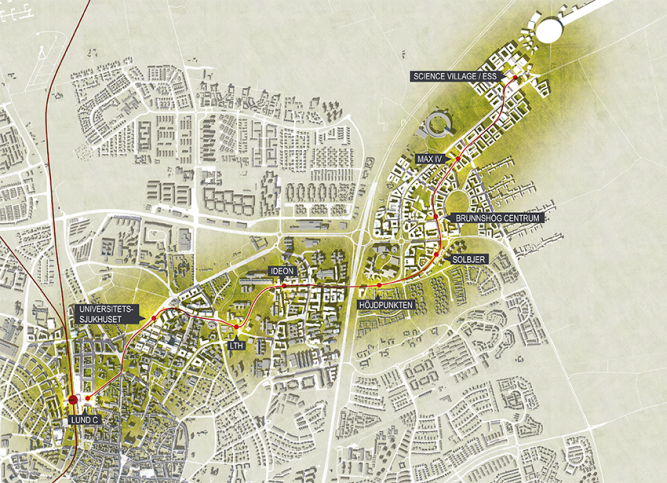 SCIENCE VILLAGE / ESS
MAX IV
BRUNNSHÖG CENTRUM
SOLBJER
IDEON
HÖJDPUNKTEN
UNIVERSITETS-
SJUKHUSET
LTH
LUND C